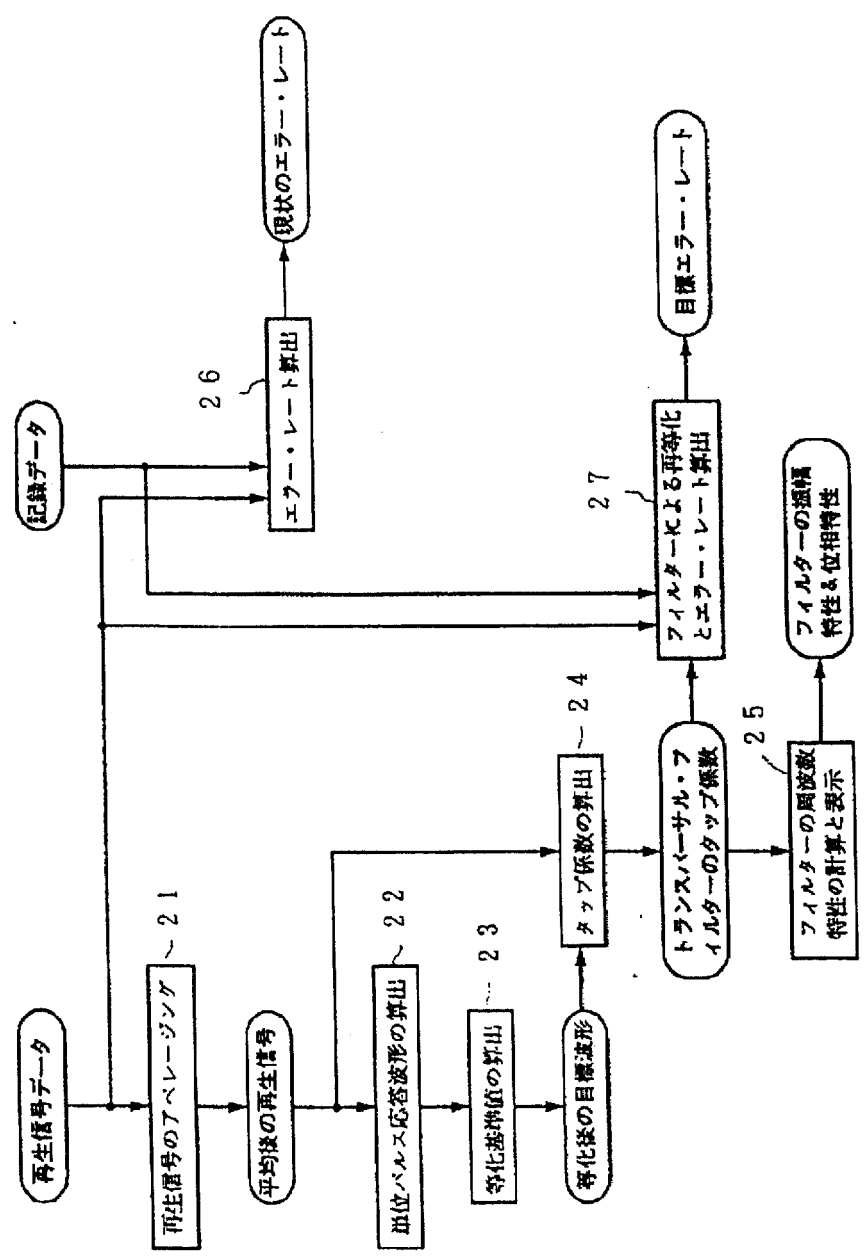 再生信号データ
再生信号のアベレージング
21
平均後の再生信号
単位パルス応答波形の算出
22
等化基準値の算出
23
等化後の目標波形
タップ係数の算出
24
トランスバーサル・フ
ィルターのタップ係数
フィルターの周波数
特性の計算と表示
25
フィルターの振幅
特性&位相特性
記録データ
エラー・レート算出
26
現状のエラー・レート
フィルターによる再等化
とエラー・レート算出
27
目標エラー・レート